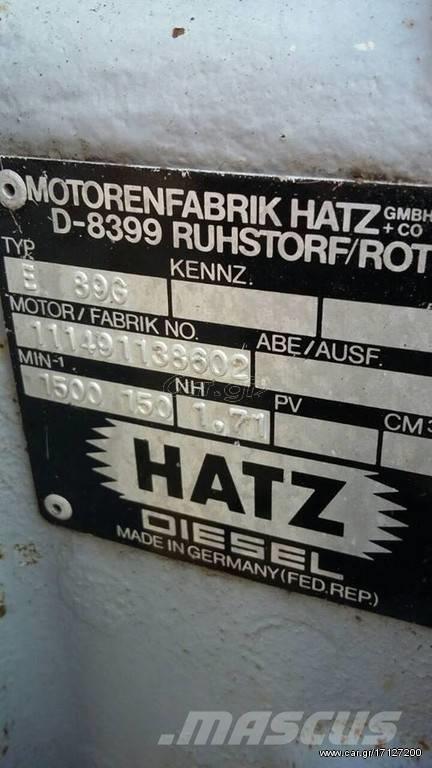 MOTORENFABRIK HATZ GMBH + CO
D-8399 RUHSTORF/ROT
TYP
E 89G
KENNZ.
MOTOR/FABRIK NO.
111491138602
ABE/AUSF.
MIN-1
1500 150
NH
1.71
PV
CM3
HATZ
DIESEL
MADE IN GERMANY (FED.REP.)
MASCUS
www.car.gr/17127200